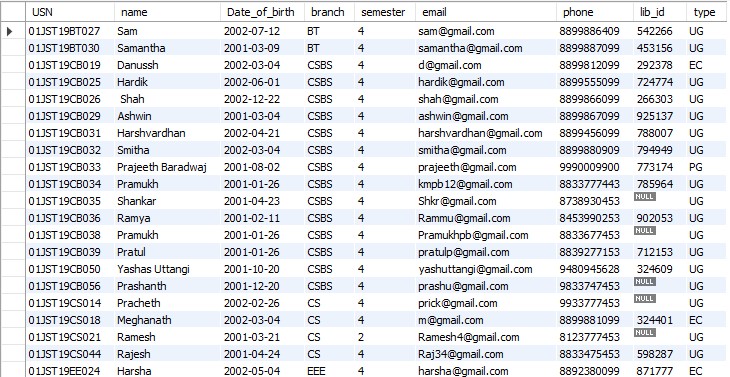 USN name Date_of_birth branch semester email phone lib_id type
01JST19BT027 Sam 2002-07-12 BT 4 sam@gmail.com 8899886409 542266 UG
01JST19BT030 Samantha 2001-03-09 BT 4 samantha@gmail.com 8899887099 453156 UG
01JST19CB019 Danussh 2002-03-04 CSBS 4 d@gmail.com 8899812099 292378 EC
01JST19CB025 Hardik 2002-06-01 CSBS 4 hardik@gmail.com 8899555099 724774 UG
01JST19CB026 Shah 2002-12-22 CSBS 4 shah@gmail.com 8899866099 266303 UG
01JST19CB029 Ashwin 2001-03-04 CSBS 4 ashwin@gmail.com 8899867099 925137 UG
01JST19CB031 Harshvardhan 2002-04-21 CSBS 4 harshvardhan@gmail.com 8899456099 788007 UG
01JST19CB032 Smitha 2002-03-04 CSBS 4 smitha@gmail.com 8899880909 794949 UG
01JST19CB033 Prajeeth Baradwaj 2001-08-02 CSBS 4 prajeeth@gmail.com 9990009900 773174 PG
01JST19CB034 Pramukh 2001-01-26 CSBS 4 kmpb12@gmail.com 8833777443 785964 UG
01JST19CB035 Shankar 2001-04-23 CSBS 4 Shkr@gmail.com 8738930453 NULL UG
01JST19CB036 Ramya 2001-02-11 CSBS 4 Rammu@gmail.com 8453990253 902053 UG
01JST19CB038 Pramukh 2001-01-26 CSBS 4 Pramukhpb@gmail.com 8833677453 NULL UG
01JST19CB039 Pratul 2001-01-26 CSBS 4 pratulp@gmail.com 8839277153 712153 UG
01JST19CB050 Yashas Uttangi 2001-10-20 CSBS 4 yashuttangi@gmail.com 9480945628 324609 UG
01JST19CB056 Prashanth 2001-12-20 CSBS 4 prashu@gmail.com 9833747453 NULL UG
01JST19CS014 Pracheth 2002-02-26 CS 4 prick@gmail.com 9933777453 NULL UG
01JST19CS018 Meghanath 2002-03-04 CS 4 m@gmail.com 8899881099 324401 EC
01JST19CS021 Ramesh 2001-03-21 CS 2 Ramesh4@gmail.com 8123777453 NULL UG
01JST19CS044 Rajesh 2001-04-24 CS 4 Raj34@gmail.com 8833475453 598287 UG
01JST19EE024 Harsha 2002-05-04 EEE 4 harsha@gmail.com 8892380099 871777 EC